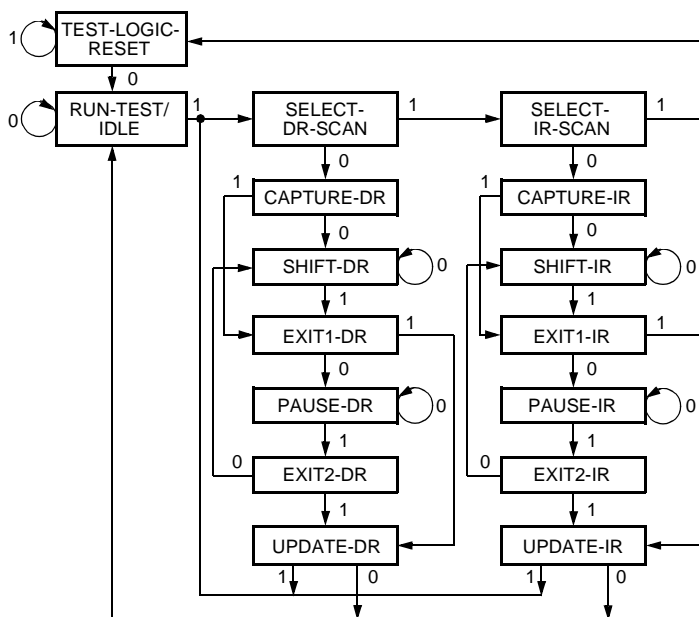 1
TEST-LOGIC-
RESET
0
0
RUN-TEST/
IDLE
1
SELECT-
DR-SCAN
1
SELECT-
IR-SCAN
1
0
0
1
CAPTURE-DR
1
CAPTURE-IR
0
0
SHIFT-DR
0
SHIFT-IR
0
1
1
EXIT1-DR
1
EXIT1-IR
1
0
0
PAUSE-DR
0
PAUSE-IR
0
1
1
0
EXIT2-DR
0
EXIT2-IR
1
1
UPDATE-DR
UPDATE-IR
1
0
1
0